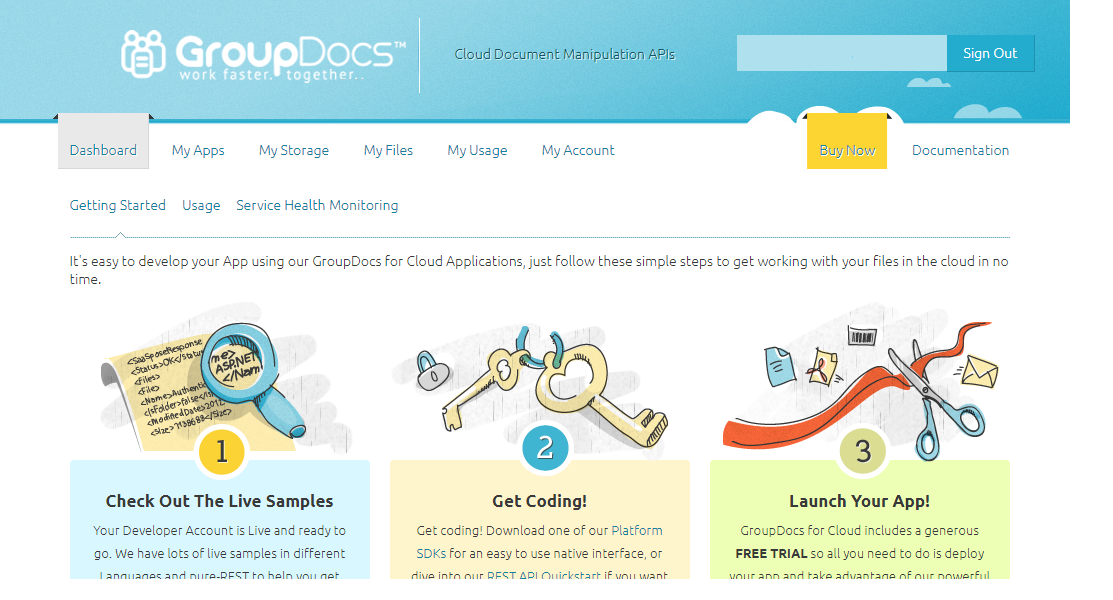 GroupDocs™
work faster. together..
Cloud Document Manipulation APIs
Sign Out
Dashboard
My Apps
My Storage
My Files
My Usage
My Account
Buy Now
Documentation
Getting Started
Usage
Service Health Monitoring
It's easy to develop your App using our GroupDocs for Cloud Applications, just follow these simple steps to get working with your files in the cloud in no
time.
<SaaSposeResponse
<Status>OK</status
<Files>
<File>
<Name>Authenti
<IsFolder>false</Is
<modifiedDate>2012
<Size>7138688</Size>
me>
ASP.NET
</Nam
1
Check Out The Live Samples
Your Developer Account is Live and ready to
go. We have lots of live samples in different
Languages and pure-REST to help you get
2
Get Coding!
Get coding! Download one of our Platform
SDKs for an easy to use native interface, or
dive into our REST API Quickstart if you want
3
Launch Your App!
GroupDocs for Cloud includes a generous
FREE TRIAL so all you need to do is deploy
your app and take advantage of our powerful